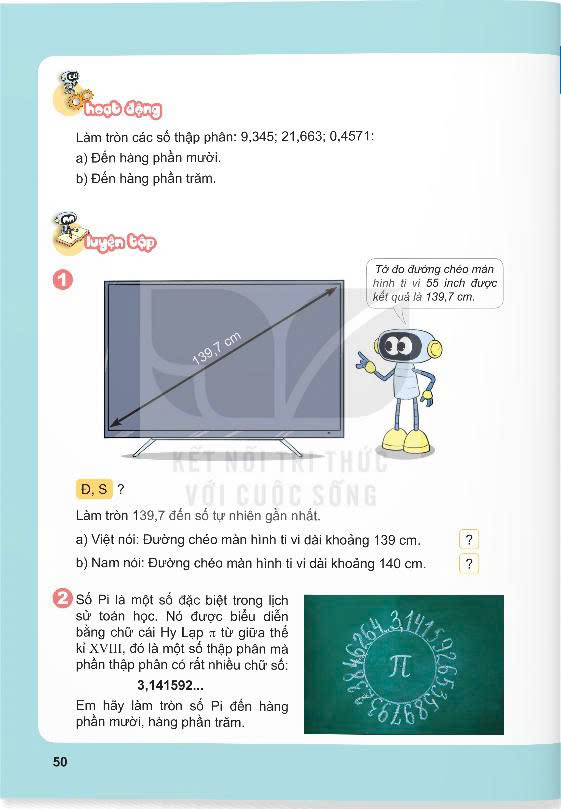 hoạt động
Làm tròn các số thập phân: 9,345; 21,663; 0,4571:
a) Đến hàng phần mười.
b) Đến hàng phần trăm.
luyện tập
1
Tớ đo đường chéo màn
hình ti vi 55 inch được
kết quả là 139,7 cm.
139,7 cm
KẾT NỐI TRI THỨC
VỚI CUỘC SỐNG
Đ, S ?
Làm tròn 139,7 đến số tự nhiên gần nhất.
a) Việt nói: Đường chéo màn hình ti vi dài khoảng 139 cm. ?
b) Nam nói: Đường chéo màn hình ti vi dài khoảng 140 cm. ?
2 Số Pi là một số đặc biệt trong lịch
sử toán học. Nó được biểu diễn
bằng chữ cái Hy Lạp π từ giữa thế
kỉ XVIII, đó là một số thập phân mà
phần thập phân có rất nhiều chữ số:
3,141592...
Em hãy làm tròn số Pi đến hàng
phần mười, hàng phần trăm.
3,14159265358979323846264
π
50